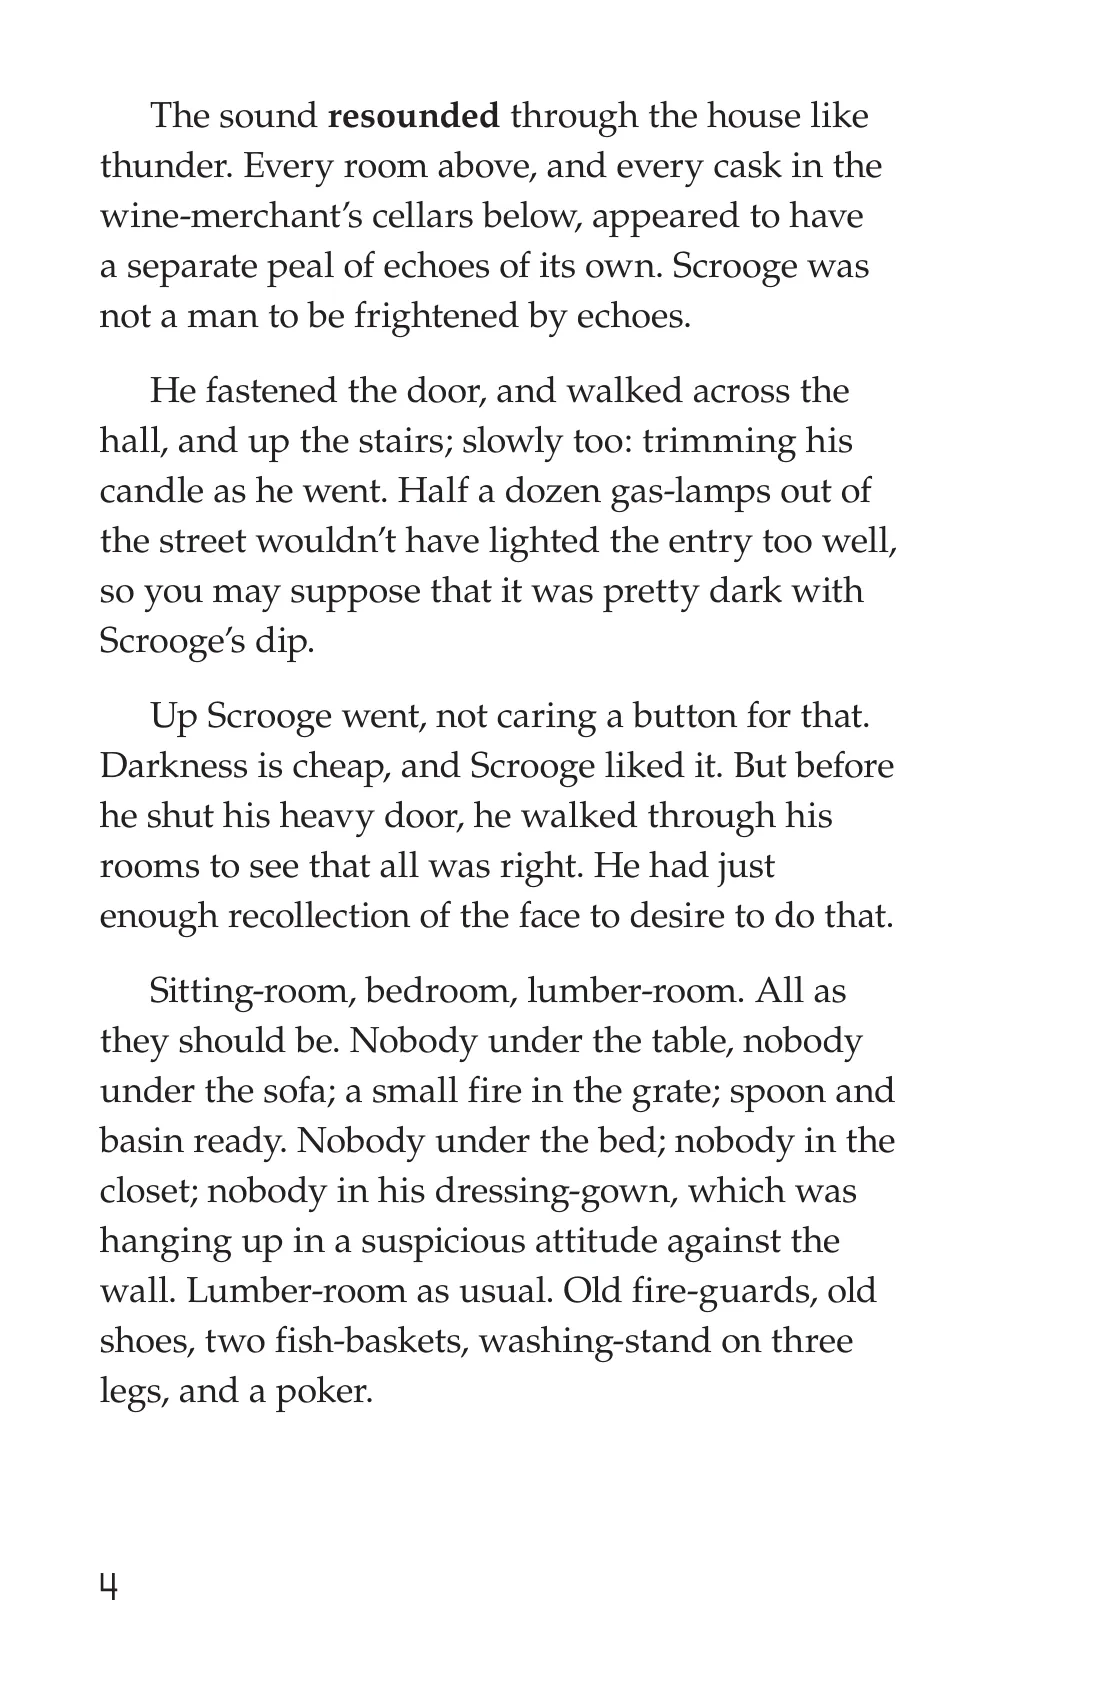 The sound resounded through the house like
thunder. Every room above, and every cask in the
wine-merchant’s cellars below, appeared to have
a separate peal of echoes of its own. Scrooge was
not a man to be frightened by echoes.
He fastened the door, and walked across the
hall, and up the stairs; slowly too: trimming his
candle as he went. Half a dozen gas-lamps out of
the street wouldn’t have lighted the entry too well,
so you may suppose that it was pretty dark with
Scrooge’s dip.
Up Scrooge went, not caring a button for that.
Darkness is cheap, and Scrooge liked it. But before
he shut his heavy door, he walked through his
rooms to see that all was right. He had just
enough recollection of the face to desire to do that.
Sitting-room, bedroom, lumber-room. All as
they should be. Nobody under the table, nobody
under the sofa; a small fire in the grate; spoon and
basin ready. Nobody under the bed; nobody in the
closet; nobody in his dressing-gown, which was
hanging up in a suspicious attitude against the
wall. Lumber-room as usual. Old fire-guards, old
shoes, two fish-baskets, washing-stand on three
legs, and a poker.
4